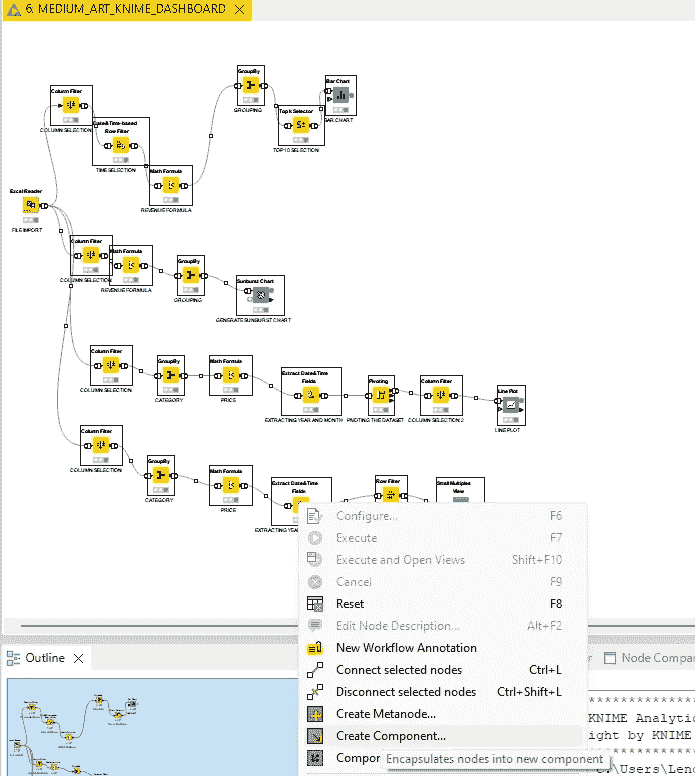 6. MEDIUM_ART_KNIME_DASHBOARD
GroupBy
GROUPING
Bar Chart
BAR CHART
Column Filter
COLUMN SELECTION
Top k Selector
TOP 10 SELECTION
Date&Time-based
Row Filter
TIME SELECTION
Math Formula
REVENUE FORMULA
Excel Reader
FILE IMPORT
Column Filter
COLUMN SELECTION
Math Formula
REVENUE FORMULA
GroupBy
GROUPING
Sunburst Chart
GENERATE SUNBURST CHART
Column Filter
COLUMN SELECTION
GroupBy
CATEGORY
Math Formula
PRICE
Extract Date&Time
Fields
EXTRACTING YEAR AND MONTH
Pivoting
PIVOTING THE DATASET
Column Filter
COLUMN SELECTION 2
Line Plot
LINE PLOT
Column Filter
COLUMN SELECTION
GroupBy
CATEGORY
Math Formula
PRICE
Extract Date&Time
Fields
EXTRACTING YEA
Row Filter
Small Multiples
View
Configure... F6
Execute F7
Execute and Open Views Shift+F10
Cancel F9
Reset F8
Edit Node Description... Alt+F2
New Workflow Annotation
Connect selected nodes Ctrl+L
Disconnect selected nodes Ctrl+Shift+L
Create Metanode...
Create Component...
Compor
Encapsulates nodes into new component
Outline
Node Compar
KNIME Analytic
ight by KNIME
\Users\Leno